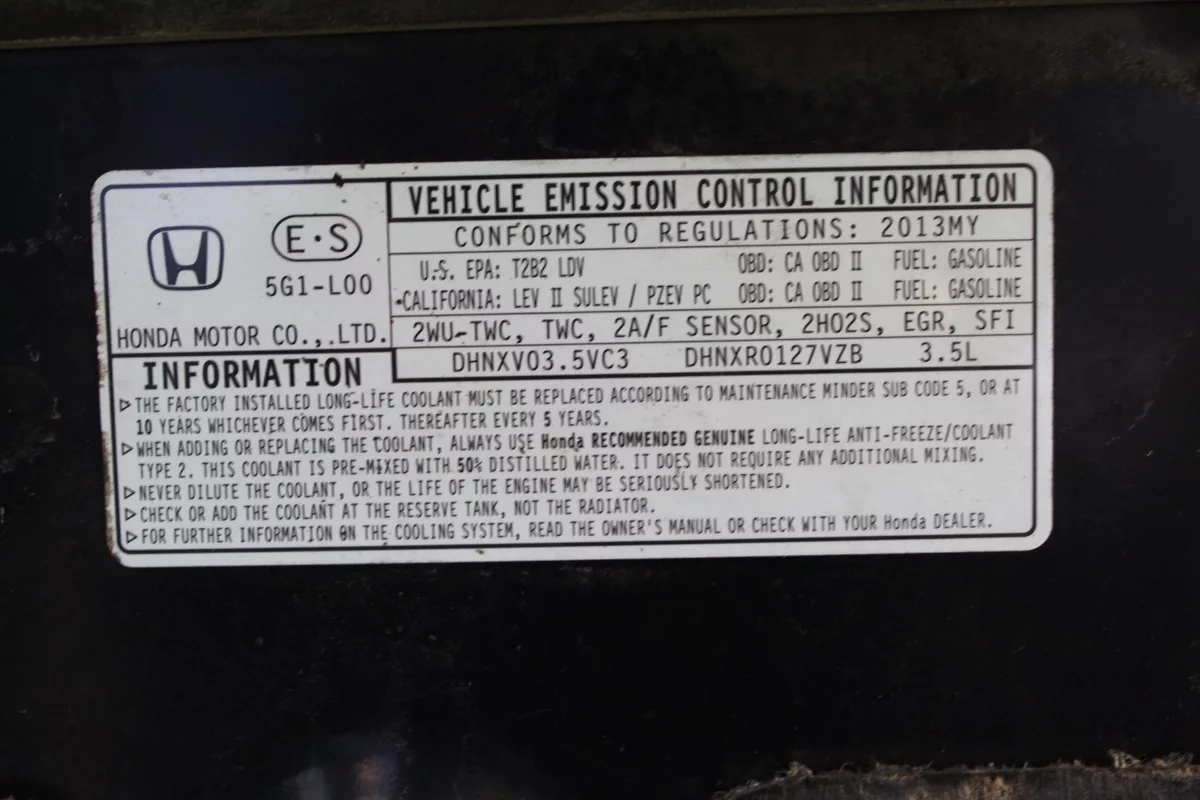 VEHICLE EMISSION CONTROL INFORMATION
E·S
CONFORMS TO REGULATIONS: 2013MY
5G1-L00
U.S. EPA: T2B2 LDV OBD: CA OBD II FUEL: GASOLINE
CALIFORNIA: LEV II SULEV / PZEV PC OBD: CA OBD II FUEL: GASOLINE
HONDA MOTOR CO.,.LTD.
2WU-TWC, TWC, 2A/F SENSOR, 2HO2S, EGR, SFI
DHNXV03.5VC3 DHNXR0127VZB 3.5L
INFORMATION
▷THE FACTORY INSTALLED LONG-LIFE COOLANT MUST BE REPLACED ACCORDING TO MAINTENANCE MINDER SUB CODE 5, OR AT
10 YEARS WHICHEVER COMES FIRST. THEREAFTER EVERY 5 YEARS.
▷WHEN ADDING OR REPLACING THE COOLANT, ALWAYS USE Honda RECOMMENDED GENUINE LONG-LIFE ANTI-FREEZE/COOLANT
TYPE 2. THIS COOLANT IS PRE-MIXED WITH 50% DISTILLED WATER. IT DOES NOT REQUIRE ANY ADDITIONAL MIXING.
▷NEVER DILUTE THE COOLANT, OR THE LIFE OF THE ENGINE MAY BE SERIOUSLY SHORTENED.
▷CHECK OR ADD THE COOLANT AT THE RESERVE TANK, NOT THE RADIATOR.
▷FOR FURTHER INFORMATION ON THE COOLING SYSTEM, READ THE OWNER'S MANUAL OR CHECK WITH YOUR Honda DEALER.